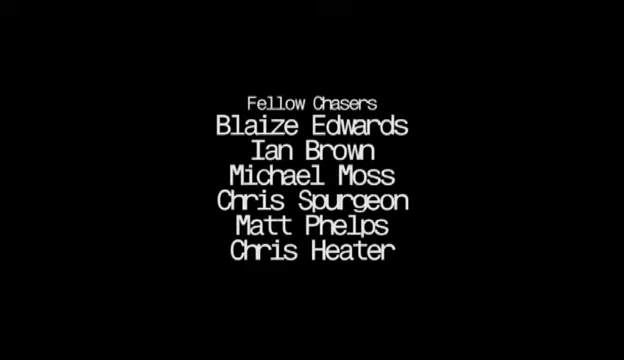 Fellow Chasers
Blaize Edwards
Ian Brown
Michael Moss
Chris Spurgeon
Matt Phelps
Chris Heater